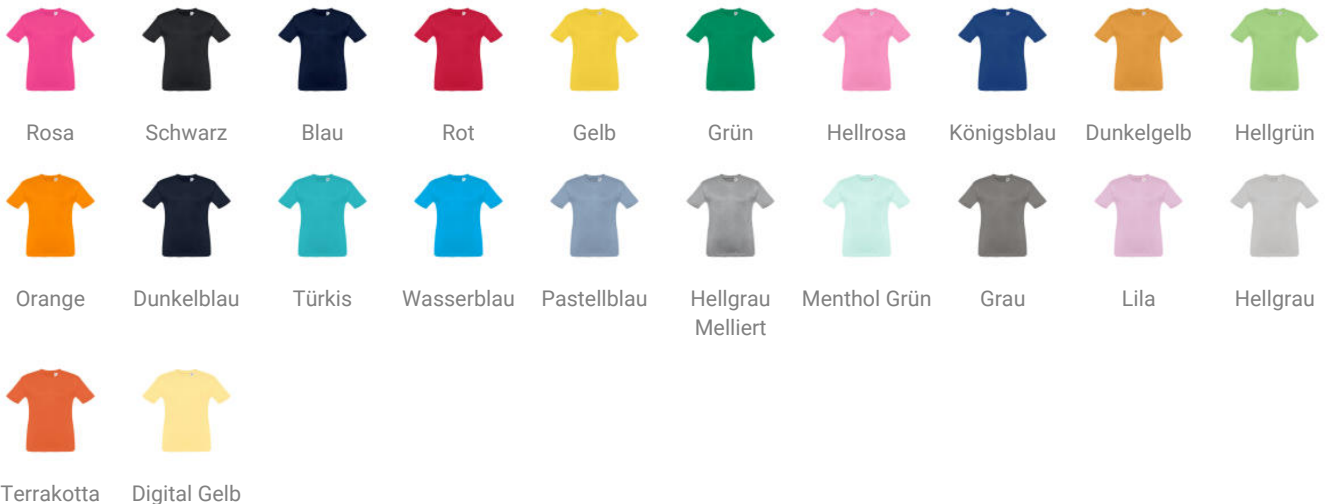 Rosa Schwarz Blau Rot Gelb Grün Hellrosa Königsblau Dunkelgelb Hellgrün
Orange Dunkelblau Türkis Wasserblau Pastellblau Hellgrau Menthol Grün Grau Lila Hellgrau
Melliert
Terrakotta Digital Gelb